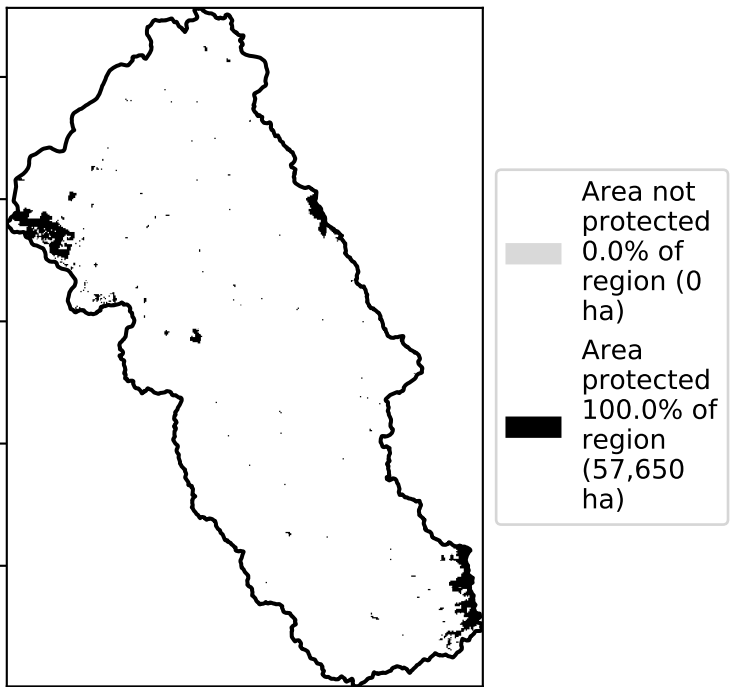 Area not
protected
0.0% of
region (0
ha)
Area
protected
100.0% of
region
(57,650
ha)